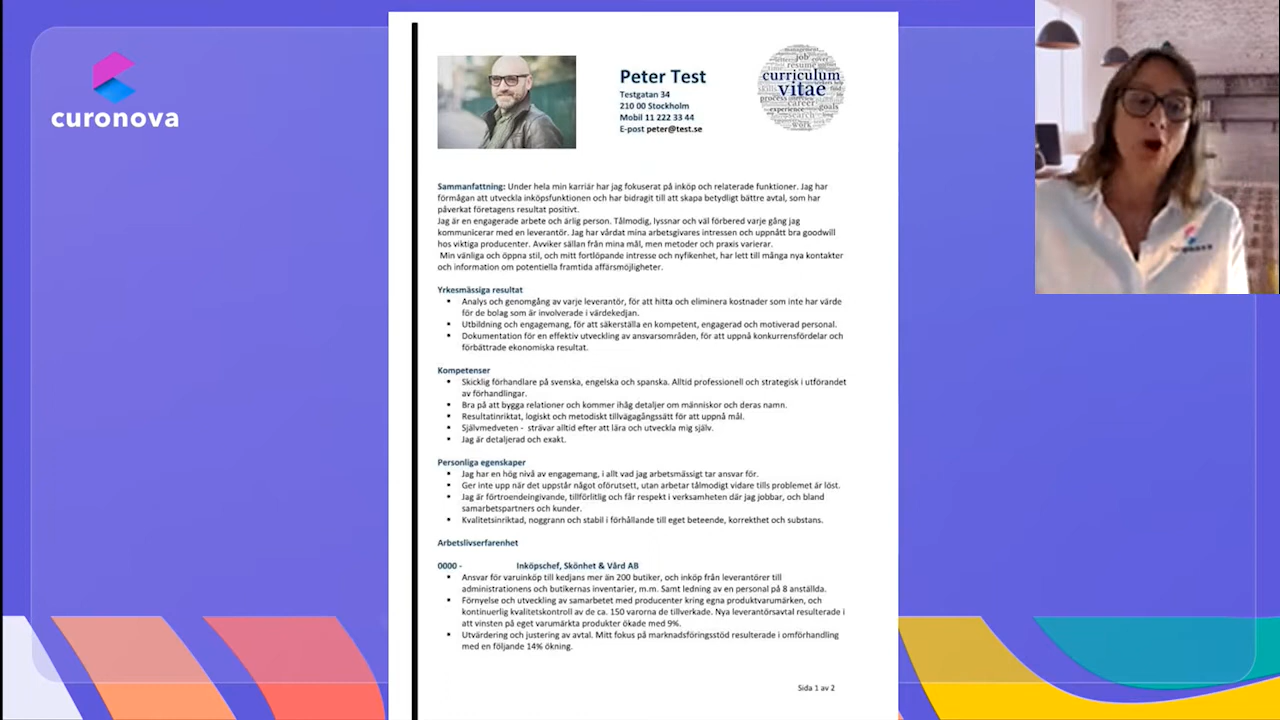 curonova
Peter Test
Testgatan 34
210 00 Stockholm
Mobil 11 222 33 44
E-post peter@test.se
management
job
resume
curriculum
vitae
skills
process
career
experience
goals
search
work
Sammanfattning: Under hela min karriär har jag fokuserat på inköp och relaterade funktioner. Jag har
förmågan att utveckla inköpsfunktionen och har bidragit till att skapa betydligt bättre avtal, som har
påverkat företagens resultat positivt.
Jag är en engagerade arbete och ärlig person. Tålmodig, lyssnar och väl förbered varje gång jag
kommunicerar med en leverantör. Jag har vårdat mina arbetsgivares intressen och uppnått bra goodwill
hos viktiga producenter. Avviker sällan från mina mål, men metoder och praxis varierar.
Min vänliga och öppna stil, och mitt fortlöpande intresse och nyfikenhet, har lett till många nya kontakter
och information om potentiella framtida affärsmöjligheter.
Yrkesmässiga resultat
▪ Analys och genomgång av varje leverantör, för att hitta och eliminera kostnader som inte har värde
för de bolag som är involverade i värdekedjan.
▪ Utbildning och engagemang, för att säkerställa en kompetent, engagerad och motiverad personal.
▪ Dokumentation för en effektiv utveckling av ansvarsområden, för att uppnå konkurrensfördelar och
förbättrade ekonomiska resultat.
Kompetenser
▪ Skicklig förhandlare på svenska, engelska och spanska. Alltid professionell och strategisk i utförandet
av förhandlingar.
▪ Bra på att bygga relationer och kommer ihåg detaljer om människor och deras namn.
▪ Resultatinriktat, logiskt och metodiskt tillvägagångssätt för att uppnå mål.
▪ Självmedveten - strävar alltid efter att lära och utveckla mig själv.
▪ Jag är detaljerad och exakt.
Personliga egenskaper
▪ Jag har en hög nivå av engagemang, i allt vad jag arbetsmässigt tar ansvar för.
▪ Ger inte upp när det uppstår något oförutsett, utan arbetar tålmodigt vidare tills problemet är löst.
▪ Jag är förtroendeingivande, tillförlitlig och får respekt i verksamheten där jag jobbar, och bland
samarbetspartners och kunder.
▪ Kvalitetsinriktad, noggrann och stabil i förhållande till eget beteende, korrekthet och substans.
Arbetslivserfarenhet
0000 - Inköpschef, Skönhet & Vård AB
▪ Ansvar för varuinköp till kedjans mer än 200 butiker, och inköp från leverantörer till
administrationens och butikernas inventarier, m.m. Samt ledning av en personal på 8 anställda.
▪ Förnyelse och utveckling av samarbetet med producenter kring egna produktvarumärken, och
kontinuerlig kvalitetskontroll av de ca. 150 varorna de tillverkade. Nya leverantörsavtal resulterade i
att vinsten på eget varumärkta produkter ökade med 9%.
▪ Utvärdering och justering av avtal. Mitt fokus på marknadsföringsstöd resulterade i omförhandling
med en följande 14% ökning.
Sida 1 av 2